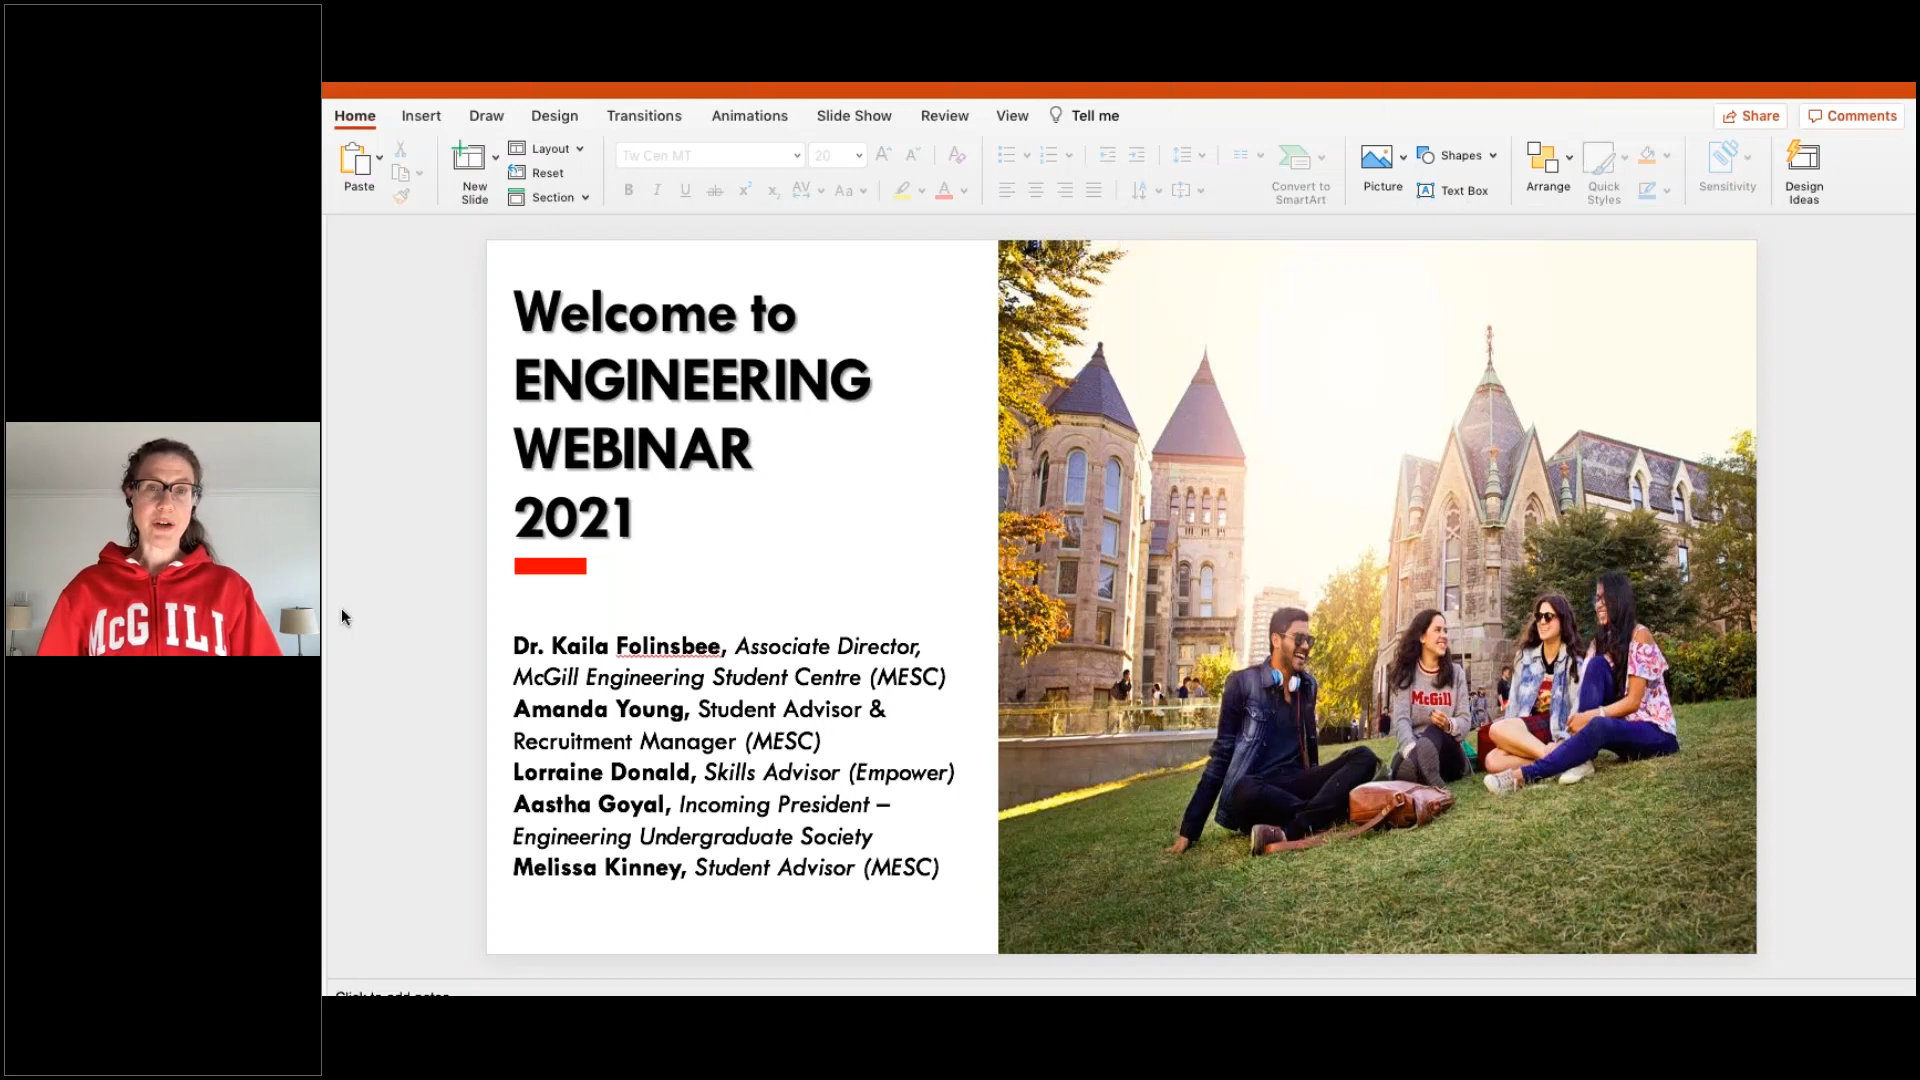 Home Insert Draw Design Transitions Animations Slide Show Review View Tell me Share Comments
Paste
New Slide
Layout
Reset
Section
Tw Cen MT 20
Convert to SmartArt
Picture
Shapes
Text Box
Arrange
Quick Styles
Sensitivity
Design Ideas
Welcome to
ENGINEERING
WEBINAR
2021
Dr. Kaila Folinsbee, Associate Director,
McGill Engineering Student Centre (MESC)
Amanda Young, Student Advisor &
Recruitment Manager (MESC)
Lorraine Donald, Skills Advisor (Empower)
Aastha Goyal, Incoming President –
Engineering Undergraduate Society
Melissa Kinney, Student Advisor (MESC)
McGill
McGILL
Click to add notes